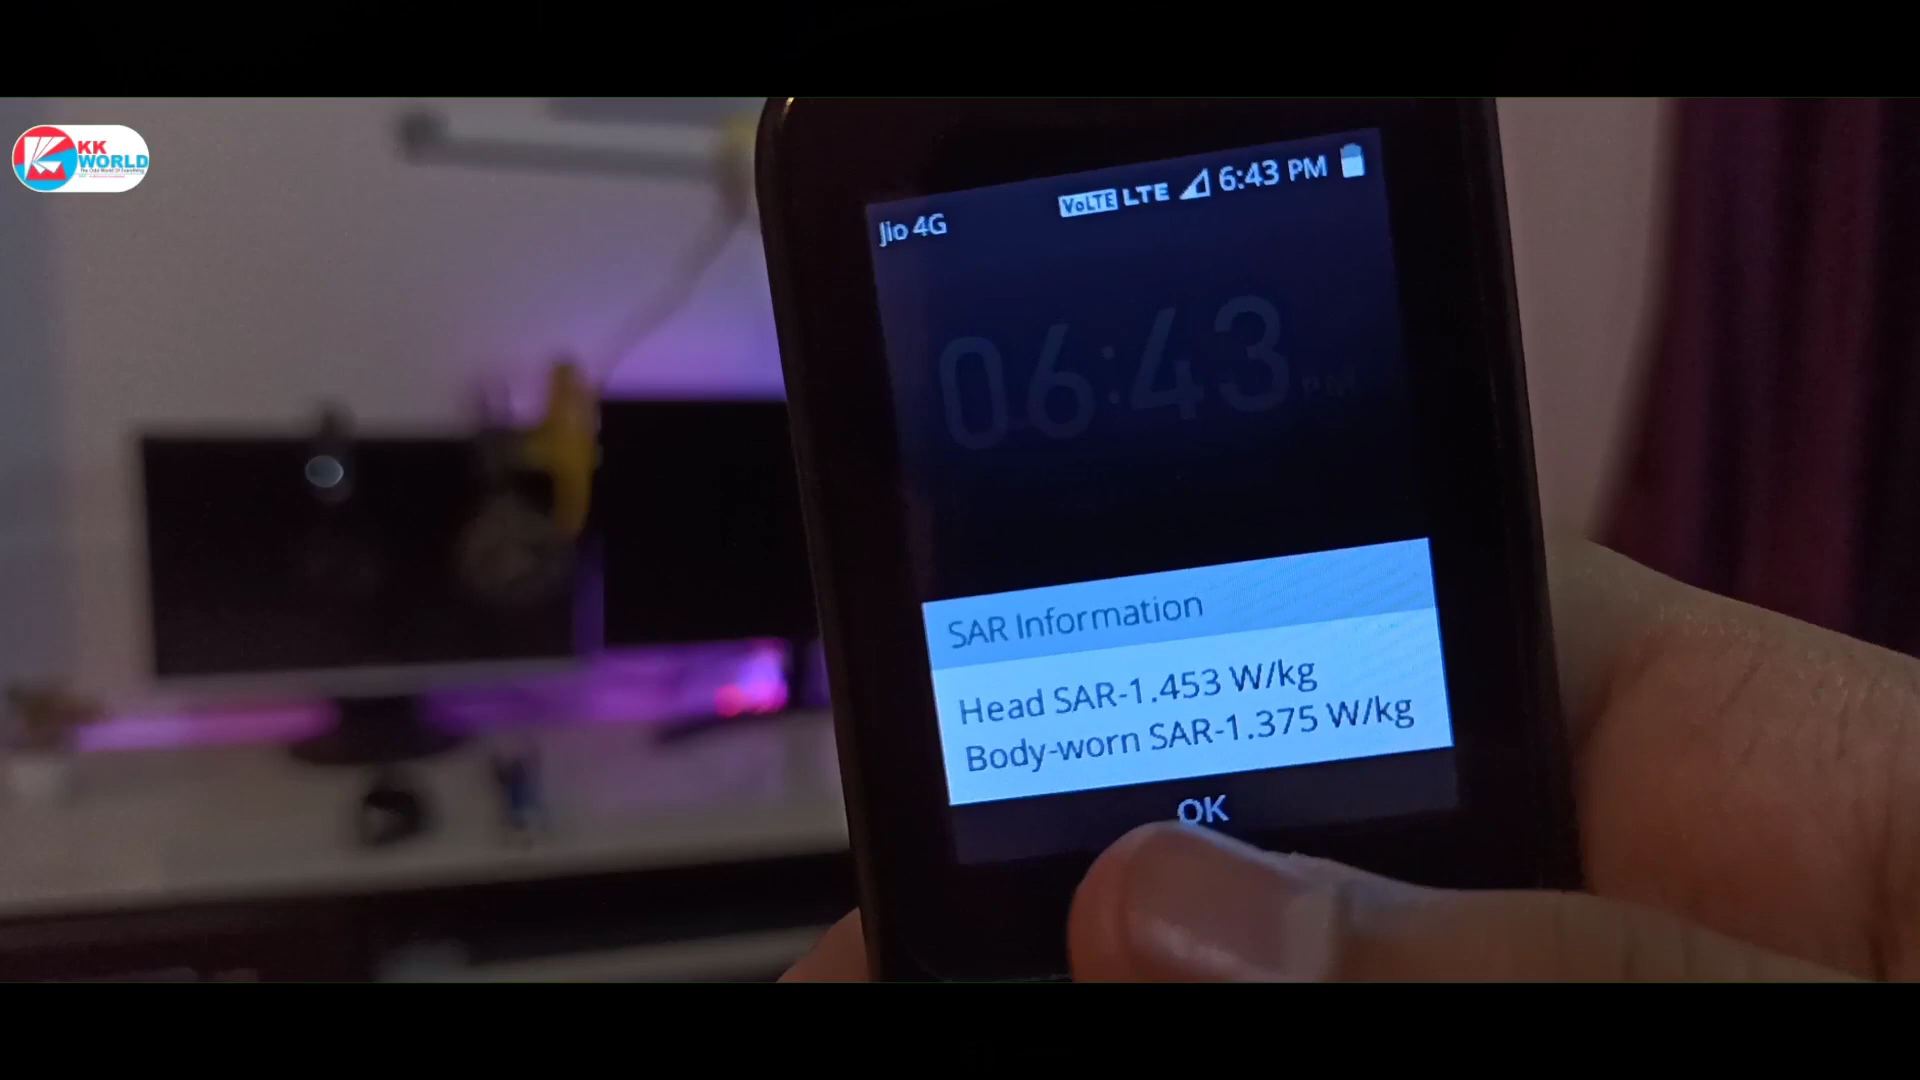 KK
WORLD
Jio 4G
VoLTE LTE 6:43 PM
06:43 PM
SAR Information
Head SAR-1.453 W/kg
Body-worn SAR-1.375 W/kg
OK